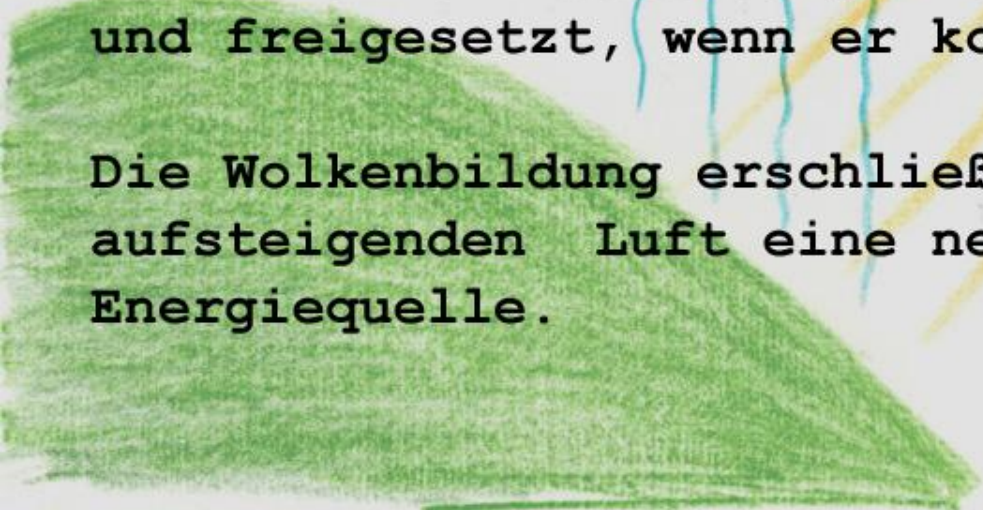 und freigesetzt, wenn er ko
Die Wolkenbildung erschließ
aufsteigenden Luft eine ne
Energiequelle.